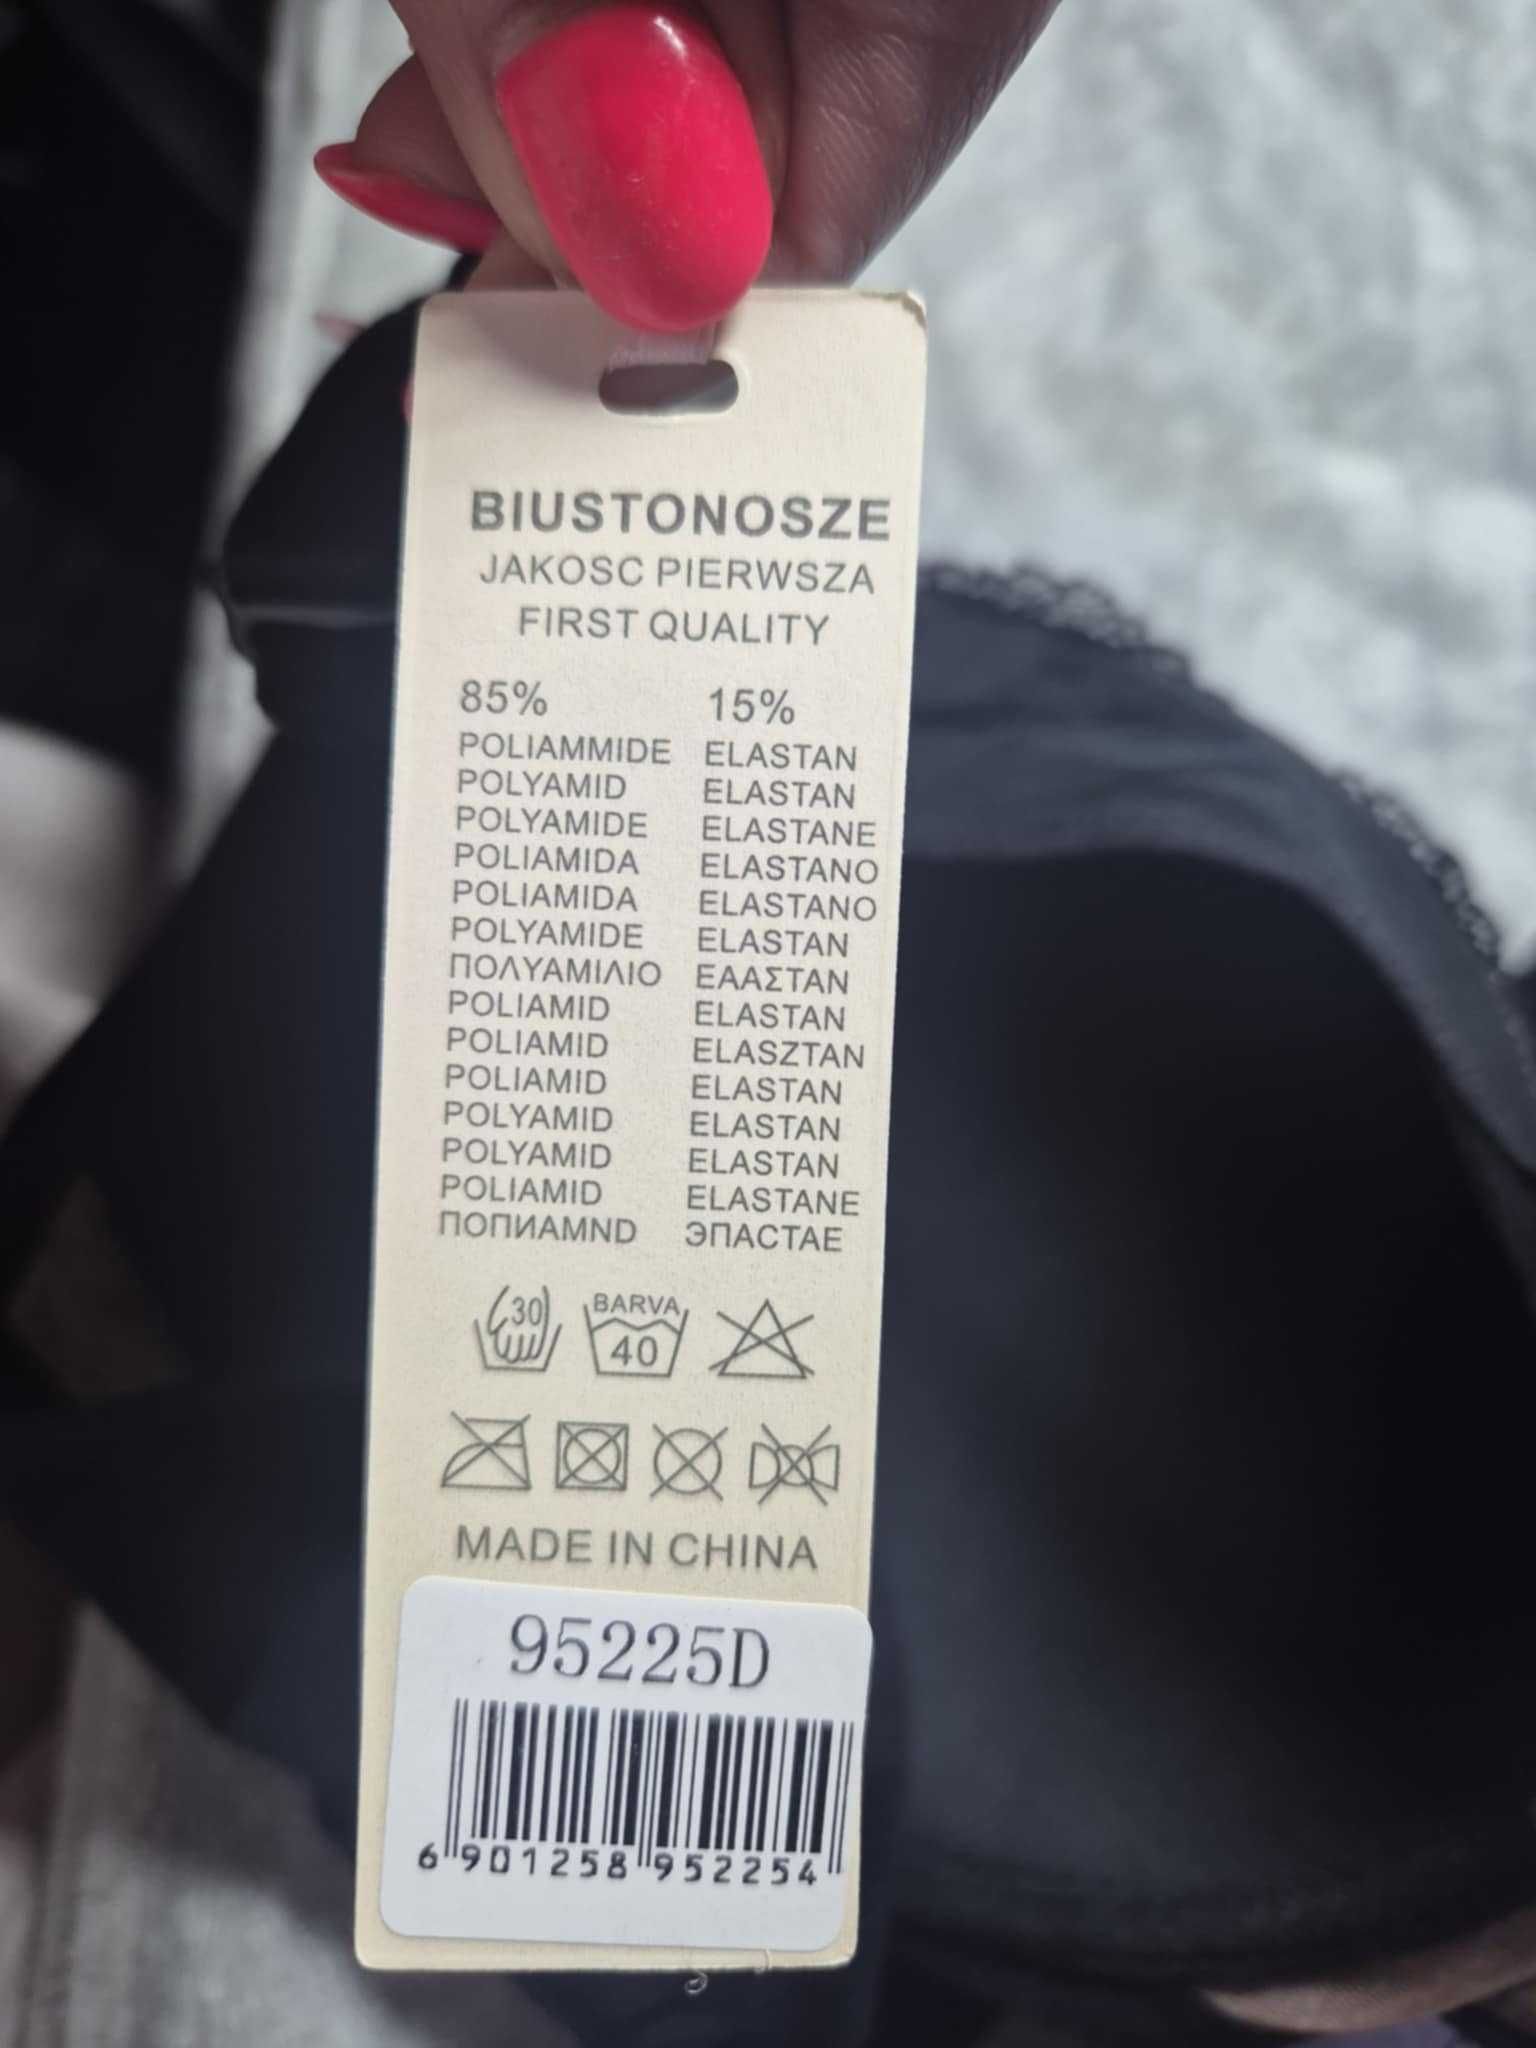 BIUSTONOSZE
JAKOSC PIERWSZA
FIRST QUALITY
85% 15%
POLIAMMIDE ELASTAN
POLYAMID ELASTAN
POLYAMIDE ELASTANE
POLIAMIDA ELASTANO
POLIAMIDA ELASTANO
POLYAMIDE ELASTAN
ΠΟΛΥΑΜΙΛΙΟ ΕΑΑΣΤΑΝ
POLIAMID ELASTAN
POLIAMID ELASZTAN
POLIAMID ELASTAN
POLYAMID ELASTAN
POLYAMID ELASTAN
POLIAMID ELASTANE
ПОПИАМND ЭПАСТАЕ
30 BARVA
40
MADE IN CHINA
95225D
6 901258 952254